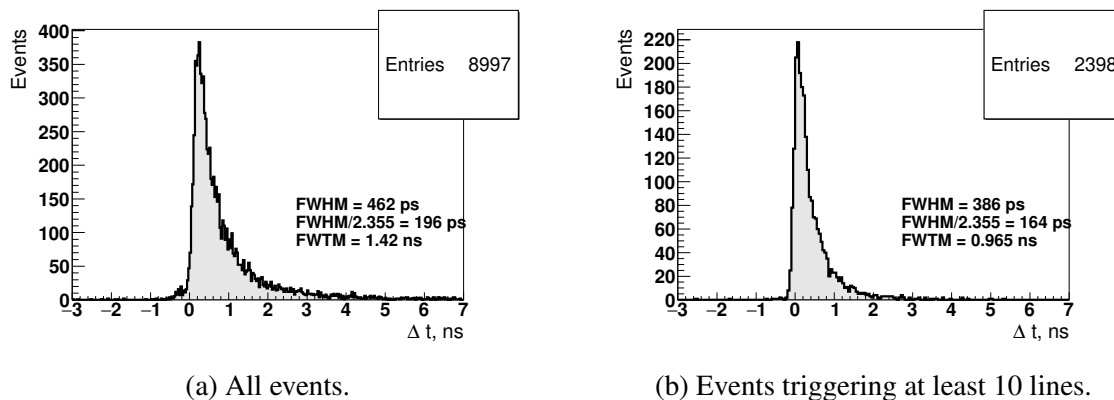 Events
400
350
300
250
200
150
100
50
0
Entries 8997
FWHM = 462 ps
FWHM/2.355 = 196 ps
FWTM = 1.42 ns
−3 −2 −1 0 1 2 3 4 5 6 7
Δ t, ns
(a) All events.
Events
220
200
180
160
140
120
100
80
60
40
20
0
Entries 2398
FWHM = 386 ps
FWHM/2.355 = 164 ps
FWTM = 0.965 ns
−3 −2 −1 0 1 2 3 4 5 6 7
Δ t, ns
(b) Events triggering at least 10 lines.